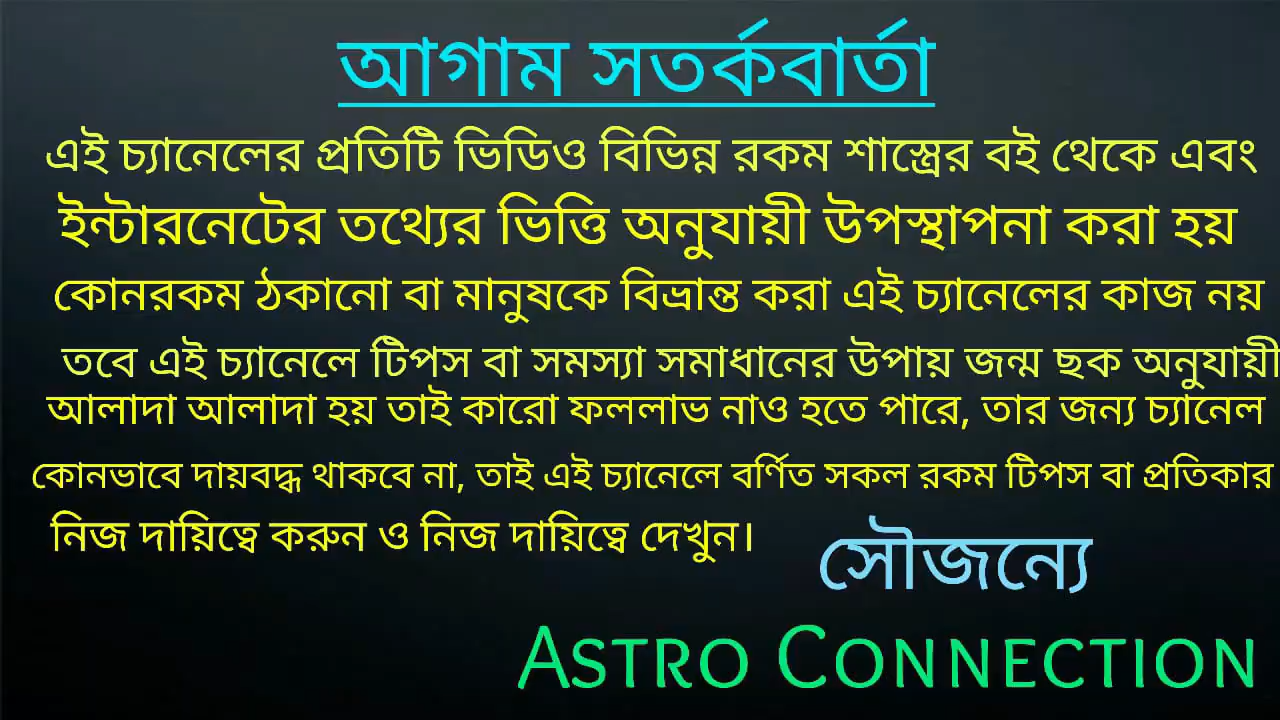 আগাম সতর্কবার্তা
এই চ্যানেলের প্রতিটি ভিডিও বিভিন্ন রকম শাস্ত্রের বই থেকে এবং
ইন্টারনেটের তথ্যের ভিত্তি অনুযায়ী উপস্থাপনা করা হয়
কোনরকম ঠকানো বা মানুষকে বিভ্রান্ত করা এই চ্যানেলের কাজ নয়
তবে এই চ্যানেলে টিপস বা সমস্যা সমাধানের উপায় জন্ম ছক অনুযায়ী
আলাদা আলাদা হয় তাই কারো ফললাভ নাও হতে পারে, তার জন্য চ্যানেল
কোনভাবে দায়বদ্ধ থাকবে না, তাই এই চ্যানেলে বর্ণিত সকল রকম টিপস বা প্রতিকার
নিজ দায়িত্বে করুন ও নিজ দায়িত্বে দেখুন।
সৌজন্যে
ASTRO CONNECTION